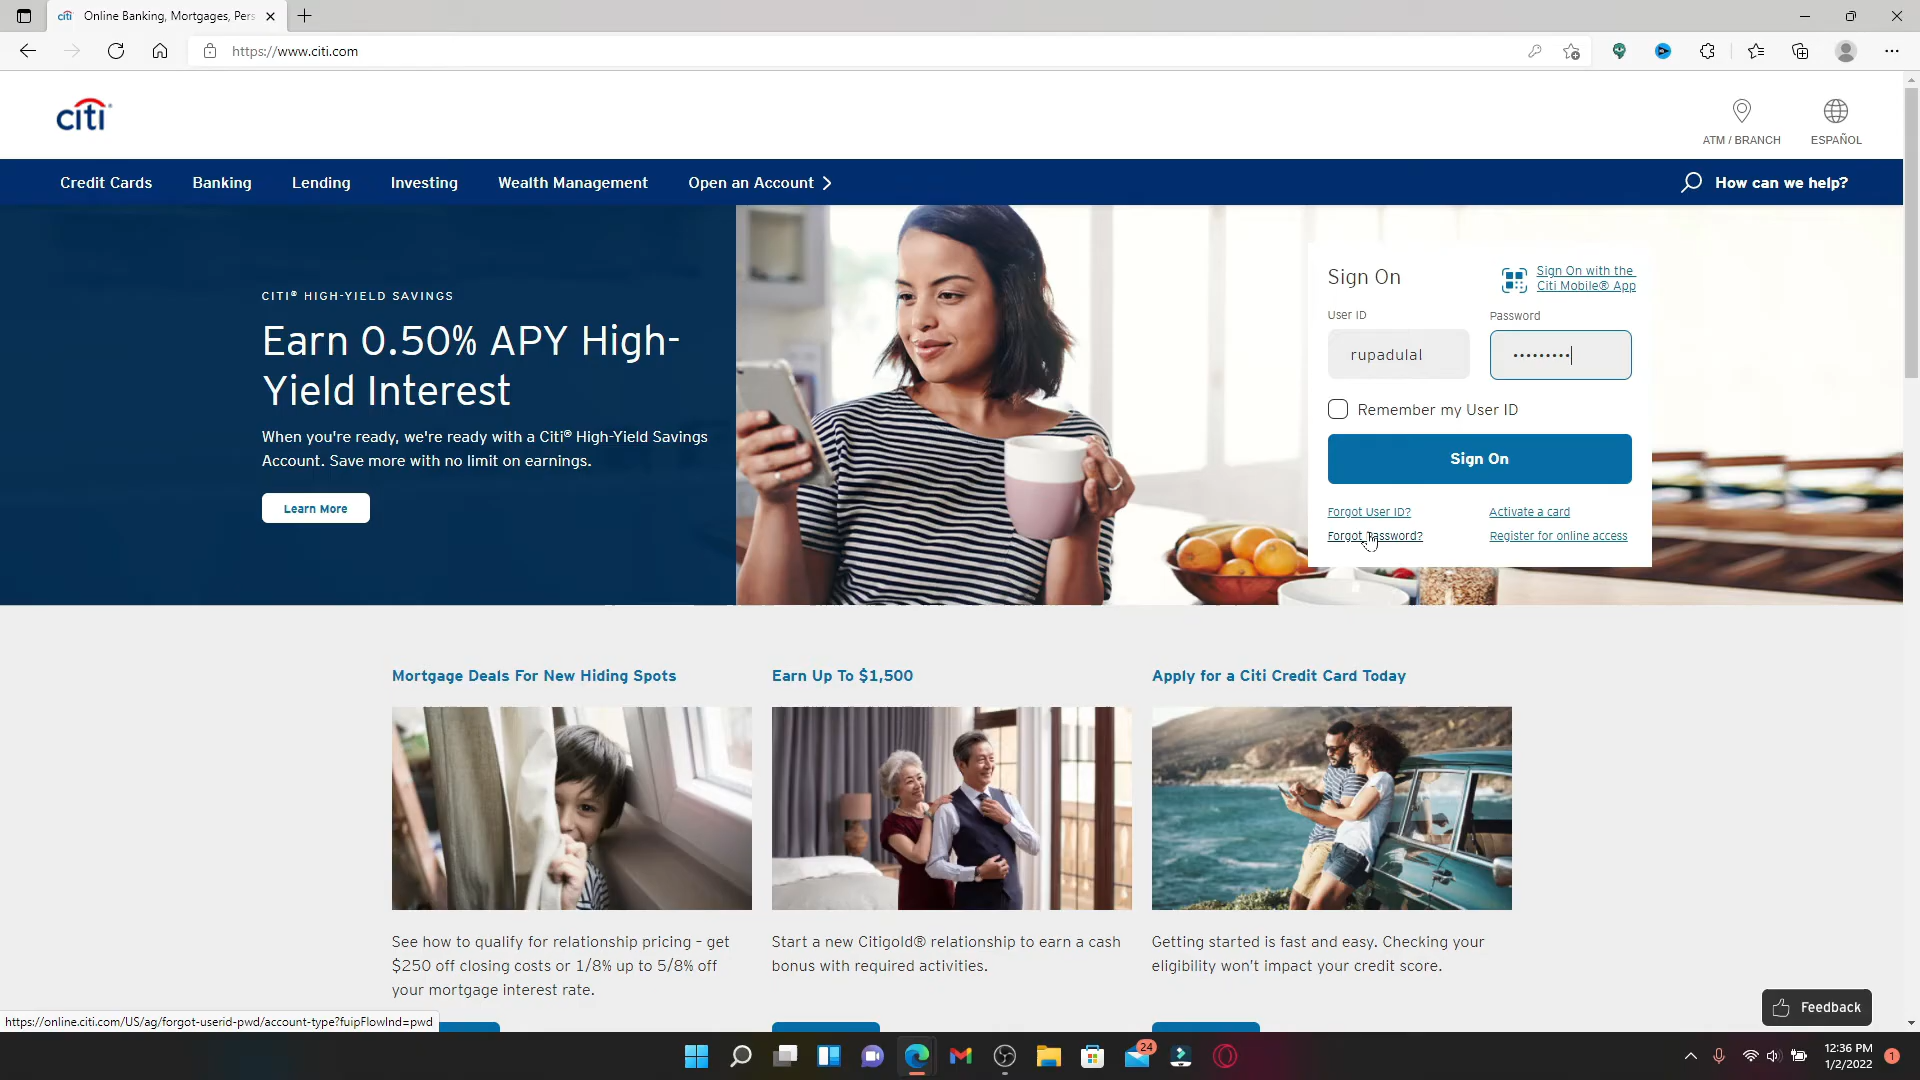 Online Banking, Mortgages, Pers
https://www.citi.com
citi
ATM / BRANCH
ESPAÑOL
Credit Cards
Banking
Lending
Investing
Wealth Management
Open an Account
How can we help?
CITI® HIGH-YIELD SAVINGS
Earn 0.50% APY High-
Yield Interest
When you're ready, we're ready with a Citi® High-Yield Savings
Account. Save more with no limit on earnings.
Learn More
Sign On
Sign On with the
Citi Mobile® App
User ID
Password
rupadulal
•••••••••
Remember my User ID
Sign On
Forgot User ID?
Activate a card
Forgot Password?
Register for online access
Mortgage Deals For New Hiding Spots
Earn Up To $1,500
Apply for a Citi Credit Card Today
See how to qualify for relationship pricing – get
$250 off closing costs or 1/8% up to 5/8% off
your mortgage interest rate.
Start a new Citigold® relationship to earn a cash
bonus with required activities.
Getting started is fast and easy. Checking your
eligibility won't impact your credit score.
Feedback
https://online.citi.com/US/ag/forgot-userid-pwd/account-type?fuipFlowInd=pwd
24
12:36 PM
1/2/2022
1